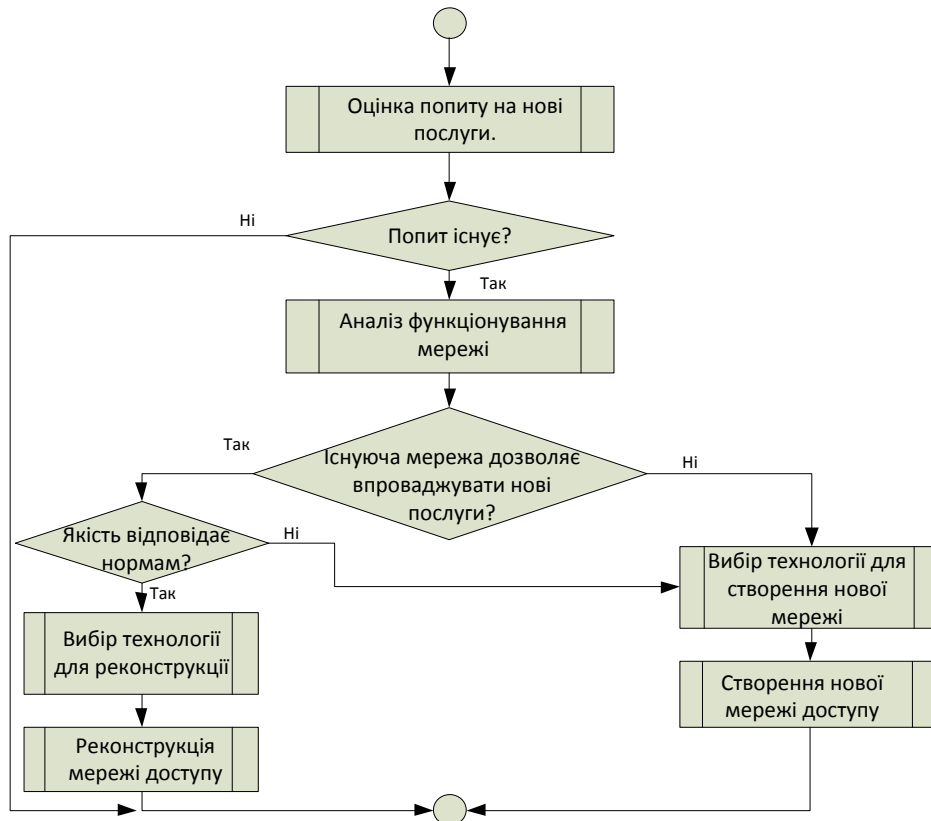 Оцінка попиту на нові
послуги.
Ні
Попит існує?
Так
Аналіз функціонування
мережі
Так
Існуюча мережа дозволяє
впроваджувати нові
послуги?
Ні
Якість відповідає
нормам?
Ні
Так
Вибір технології для
створення нової
мережі
Вибір технології
для реконструкції
Створення нової
мережі доступу
Реконструкція
мережі доступу